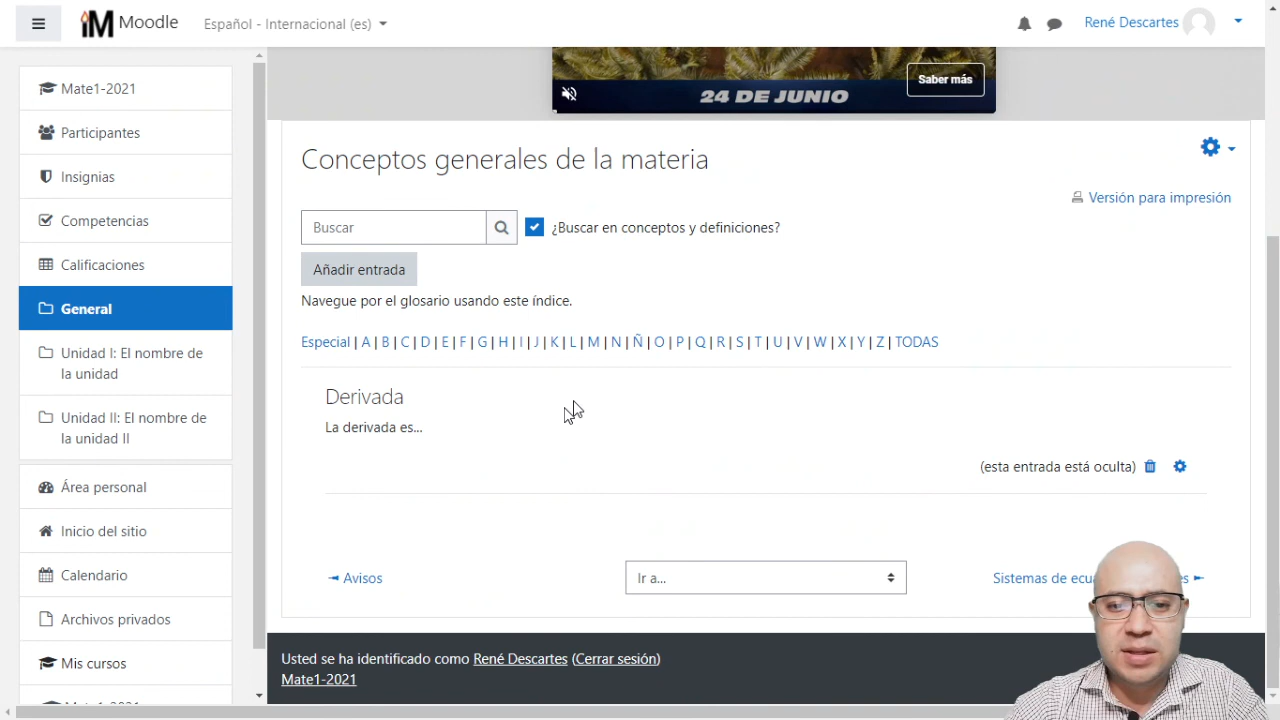 iM Moodle
Español - Internacional (es)
René Descartes
Mate1-2021
Participantes
Insignias
Competencias
Calificaciones
General
Unidad I: El nombre de
la unidad
Unidad II: El nombre de
la unidad II
Área personal
Inicio del sitio
Calendario
Archivos privados
Mis cursos
Saber más
24 DE JUNIO
Conceptos generales de la materia
Versión para impresión
Buscar
¿Buscar en conceptos y definiciones?
Añadir entrada
Navegue por el glosario usando este índice.
Especial | A | B | C | D | E | F | G | H | I | J | K | L | M | N | Ñ | O | P | Q | R | S | T | U | V | W | X | Y | Z | TODAS
Derivada
La derivada es...
(esta entrada está oculta)
◄ Avisos
Ir a...
Sistemas de
►
Usted se ha identificado como René Descartes (Cerrar sesión)
Mate1-2021